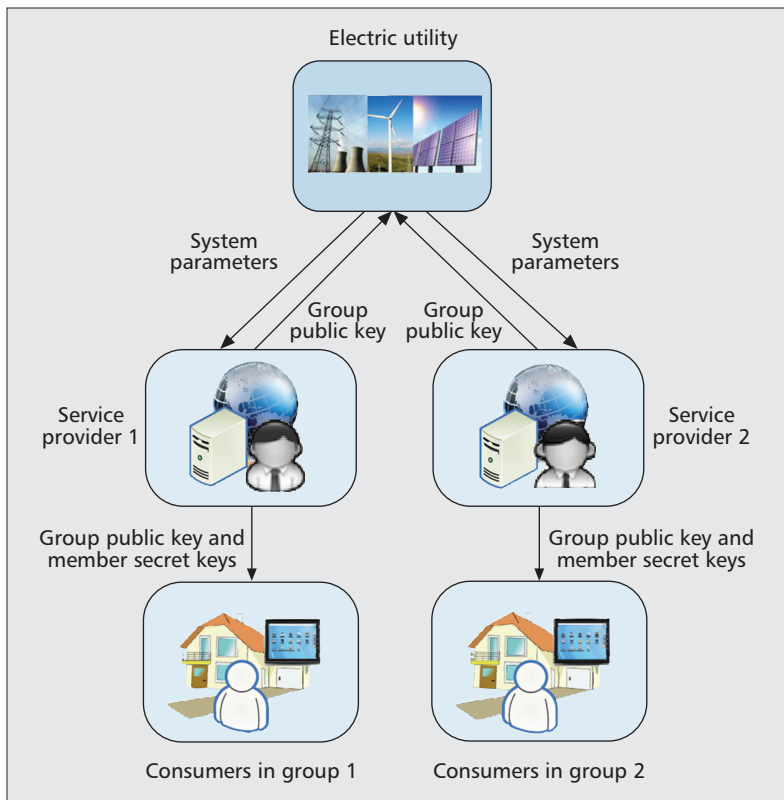 Electric utility
System
parameters
System
parameters
Group
public key
Group
public key
Service
provider 1
Service
provider 2
Group public key and
member secret keys
Group public key and
member secret keys
Consumers in group 1
Consumers in group 2